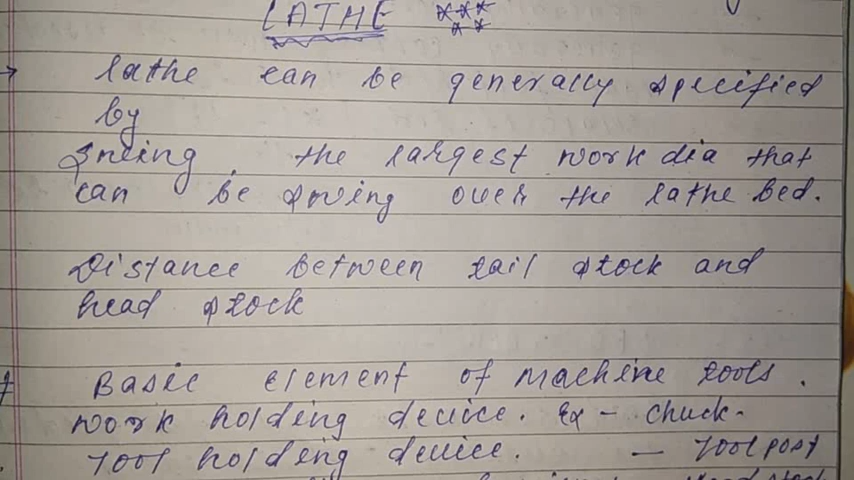 LATHE
lathe can be generally specified
by
swing the largest work dia that
can be swing over the lathe bed.
Distance between tail stock and
head stock
Basic element of machine tools.
work holding device. Ex - chuck.
Tool holding device. - Tool post